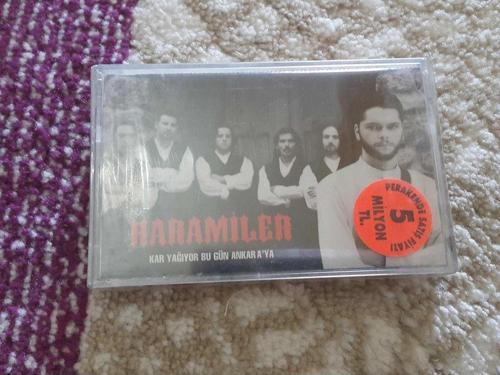 HARAMİLER
KAR YAĞIYOR BU GÜN ANKARA'YA
PERAKENDE SATIŞ FİYATI
5
MİLYON
TL.